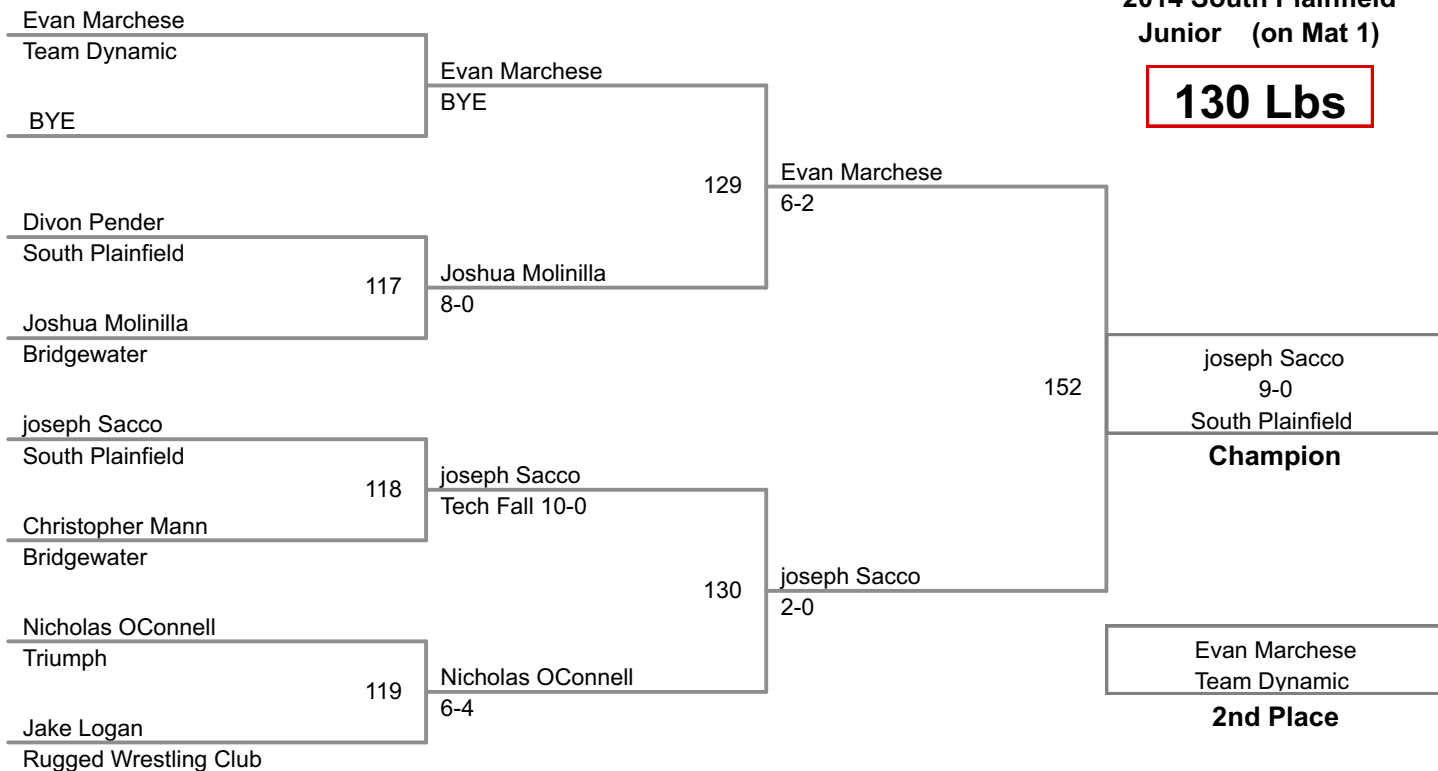 2014 South Plainfield
Junior (on Mat 1)
130 Lbs
Evan Marchese
Team Dynamic
BYE
Divon Pender
South Plainfield
117
Joshua Molinilla
Bridgewater
joseph Sacco
South Plainfield
118
Christopher Mann
Bridgewater
Nicholas OConnell
Triumph
119
Jake Logan
Rugged Wrestling Club
Evan Marchese
BYE
129
Joshua Molinilla
8-0
joseph Sacco
Tech Fall 10-0
130
Nicholas OConnell
6-4
Evan Marchese
6-2
152
joseph Sacco
2-0
joseph Sacco
9-0
South Plainfield
Champion
Evan Marchese
Team Dynamic
2nd Place